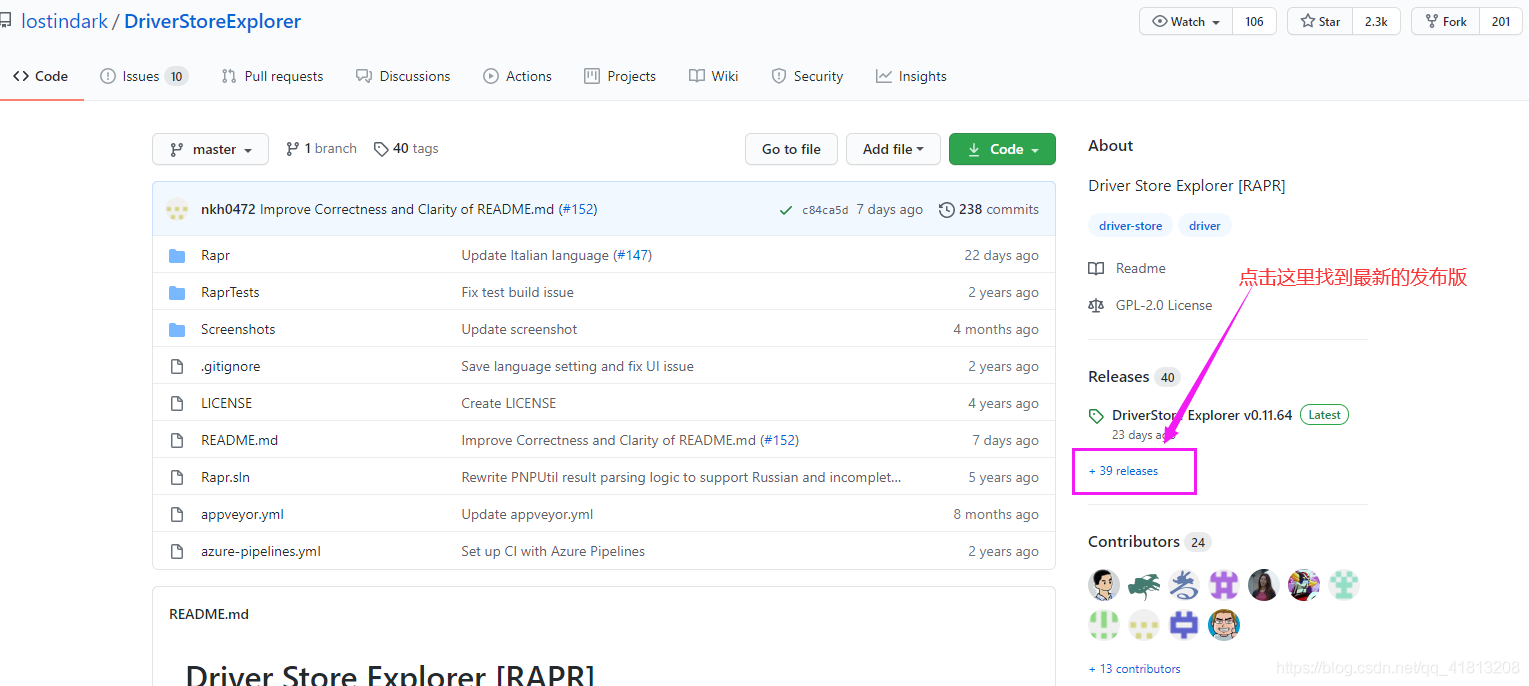 lostindark / DriverStoreExplorer
Watch 106 Star 2.3k Fork 201
Code Issues 10 Pull requests Discussions Actions Projects Wiki Security Insights
master 1 branch 40 tags Go to file Add file Code
nkh0472 Improve Correctness and Clarity of README.md (#152) c84ca5d 7 days ago 238 commits
Rapr Update Italian language (#147) 22 days ago
RaprTests Fix test build issue 2 years ago
Screenshots Update screenshot 4 months ago
.gitignore Save language setting and fix UI issue 2 years ago
LICENSE Create LICENSE 4 years ago
README.md Improve Correctness and Clarity of README.md (#152) 7 days ago
Rapr.sln Rewrite PNPUtil result parsing logic to support Russian and incomplet... 5 years ago
appveyor.yml Update appveyor.yml 8 months ago
azure-pipelines.yml Set up CI with Azure Pipelines 2 years ago
README.md
Driver Store Explorer [RAPR]
About
Driver Store Explorer [RAPR]
driver-store driver
Readme
点击这里找到最新的发布版
GPL-2.0 License
Releases 40
DriverStore Explorer v0.11.64 Latest
23 days ago
+ 39 releases
Contributors 24
+ 13 contributors
https://blog.csdn.net/qq_41813208